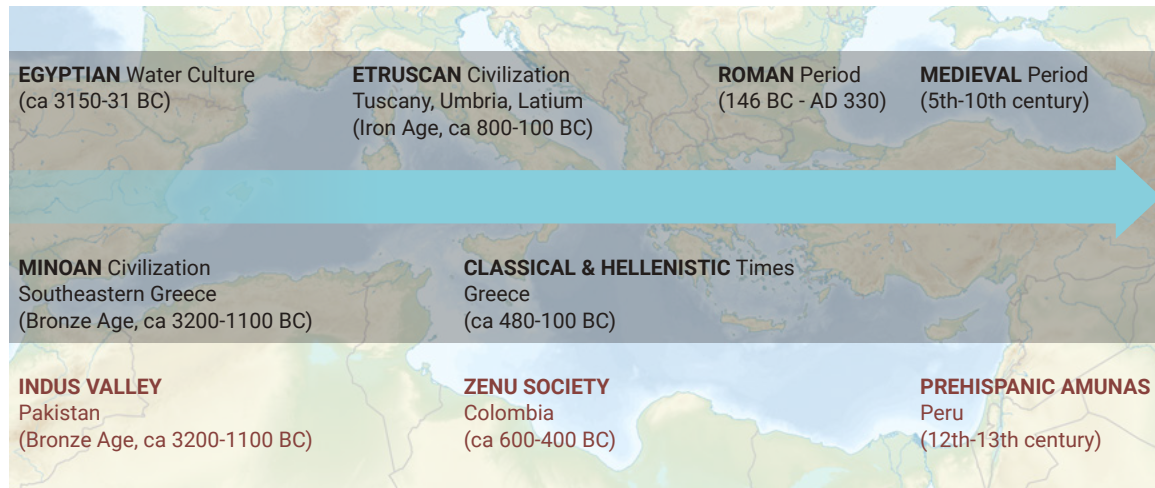 EGYPTIAN Water Culture
(ca 3150-31 BC)
ETRUSCAN Civilization
Tuscany, Umbria, Latium
(Iron Age, ca 800-100 BC)
ROMAN Period
(146 BC - AD 330)
MEDIEVAL Period
(5th-10th century)
MINOAN Civilization
Southeastern Greece
(Bronze Age, ca 3200-1100 BC)
CLASSICAL & HELLENISTIC Times
Greece
(ca 480-100 BC)
INDUS VALLEY
Pakistan
(Bronze Age, ca 3200-1100 BC)
ZENU SOCIETY
Colombia
(ca 600-400 BC)
PREHISPANIC AMUNAS
Peru
(12th-13th century)